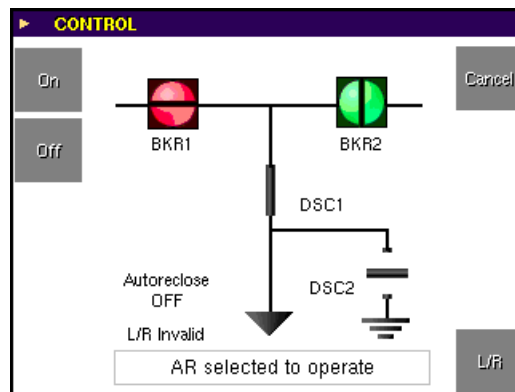 CONTROL
On
Cancel
Off
BKR1
BKR2
DSC1
DSC2
Autoreclose
OFF
L/R Invalid
AR selected to operate
L/R